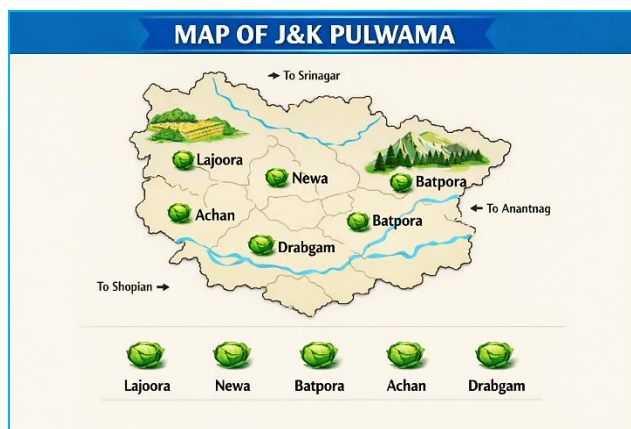 MAP OF J&K PULWAMA
To Srinagar
Lajoora
Newa
Batpora
Achan
Batpora
To Anantnag
Drabgam
To Shopian
Lajoora Newa Batpora Achan Drabgam